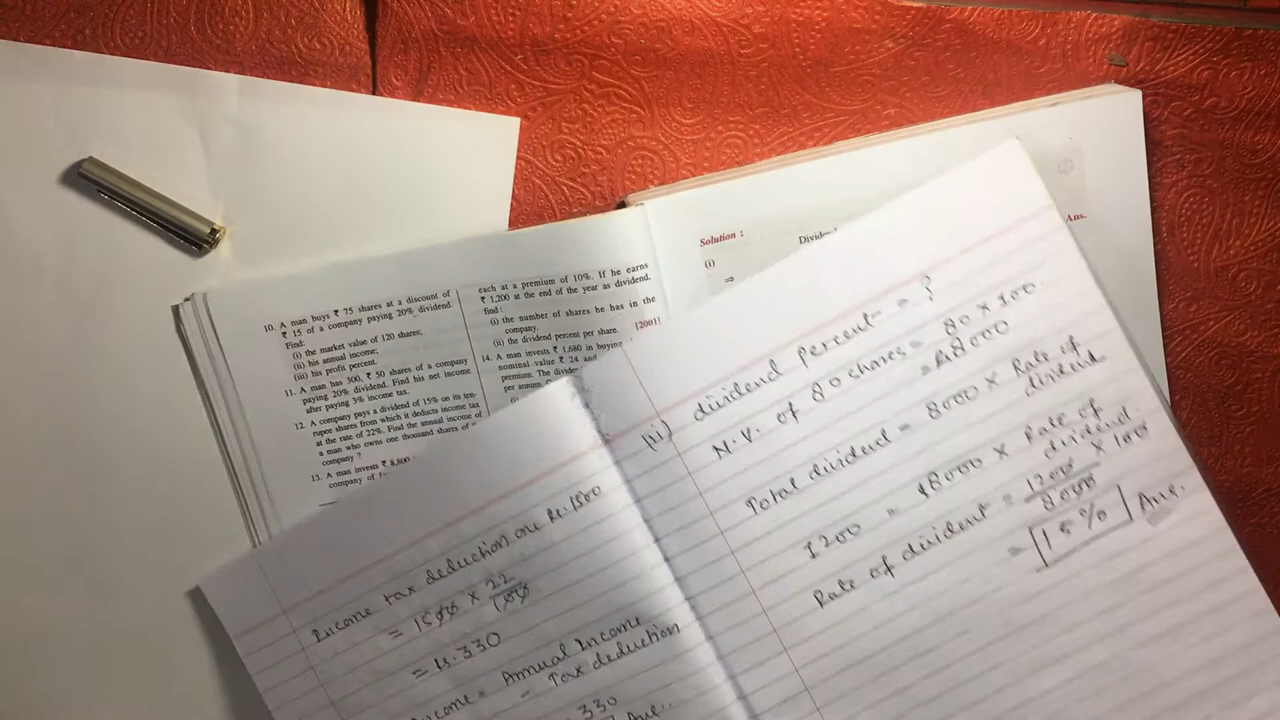 10. A man buys ₹ 75 shares at a discount of
₹ 15 of a company paying 20% dividend.
Find:
(i) the market value of 120 shares;
(ii) his annual income;
(iii) his profit percent.
11. A man has 300, ₹ 50 shares of a company
paying 20% dividend. Find his net income
after paying 3% income tax.
12. A company pays a dividend of 15% on its ten-
rupee shares from which it deducts income tax
at the rate of 22%. Find the annual income of
a man who owns one thousand shares of
company ?
13. A man invests ₹ 8,800
company of
each at a premium of 10%. If he earns
₹ 1,200 at the end of the year as dividend,
find :
(i) the number of shares he has in the
company.
(ii) the dividend percent per share.
[2001]
14. A man invests ₹ 1,680 in buying
nominal value ₹ 24 and
premium. The
per annum.
Solution :
(i)
⇒
Ans.
Income tax deduction on Rs.1500
= 1500 × 22/100
= Rs.330
= Annual Income
- Tax deduction
330
Ans.
(ii) dividend percent = ?
N.V. of 80 shares = 80 × 100.
= Rs.8000
Total dividend = 8000 × Rate of
dividend
1200 = 8000 × Rate of
dividend.
Rate of divident = 1200/8000 × 100
= 15% Ans.